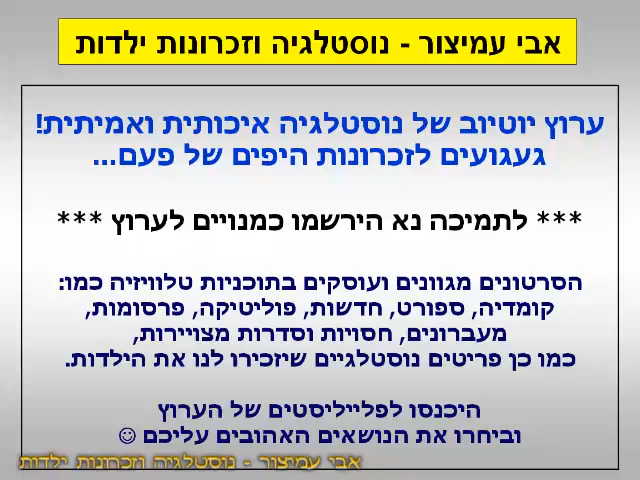 אבי עמיצור - נוסטלגיה וזכרונות ילדות
ערוץ יוטיוב של נוסטלגיה איכותית ואמיתית!
געגועים לזכרונות היפים של פעם...
*** לתמיכה נא הירשמו כמנויים לערוץ ***
הסרטונים מגוונים ועוסקים בתוכניות טלוויזיה כמו:
קומדיה, ספורט, חדשות, פוליטיקה, פרסומות,
מעברונים, חסויות וסדרות מצויירות,
כמו כן פריטים נוסטלגיים שיזכירו לנו את הילדות.
היכנסו לפלייליסטים של הערוץ
וביחרו את הנושאים האהובים עליכם ☺
אבי עמיצור - נוסטלגיה וזכרונות ילדות